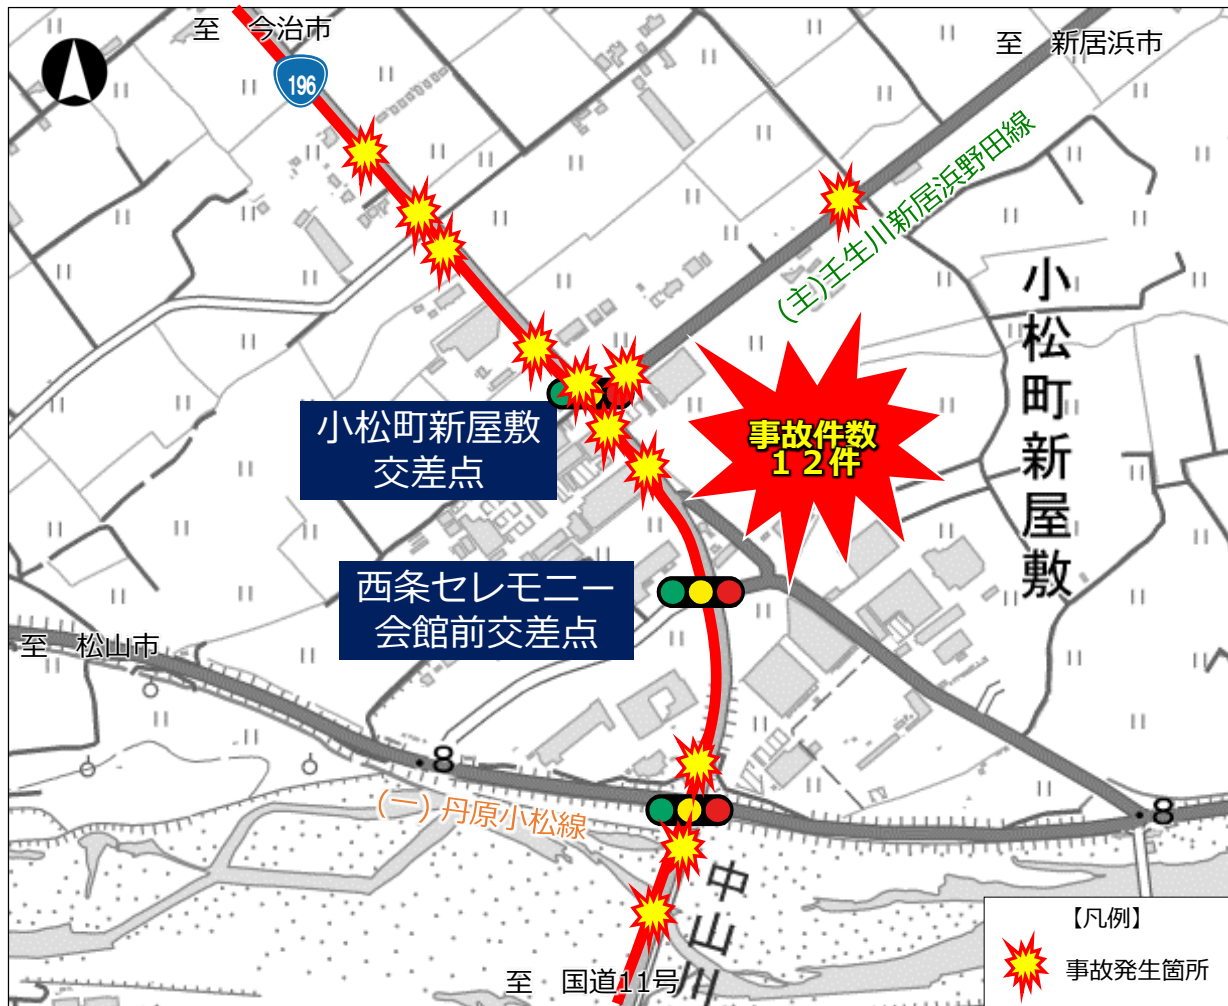 至　今治市
至　新居浜市
196
(主)壬生川新居浜野田線
小松町新屋敷
小松町新屋敷
交差点
事故件数
１２件
西条セレモニー
会館前交差点
至　松山市
8
8
(一)丹原小松線
中山川
至　国道11号
【凡例】
事故発生箇所